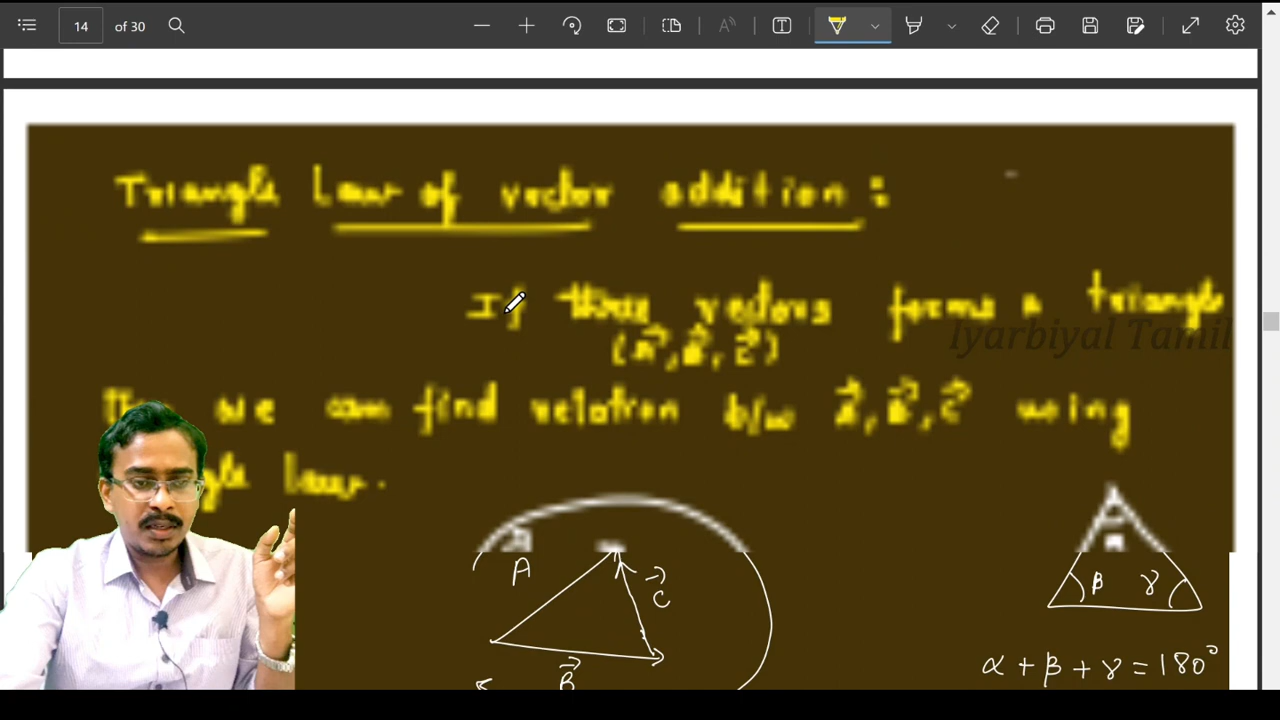 14 of 30
Triangle Law of vector addition :
If three vectors forms a triangle
Iyarbiyal Tamil
(A⃗, B⃗, C⃗)
we can find relation b/w A⃗, B⃗, C⃗ using
gle law.
A
C⃗
B⃗
β γ
α + β + γ = 180°